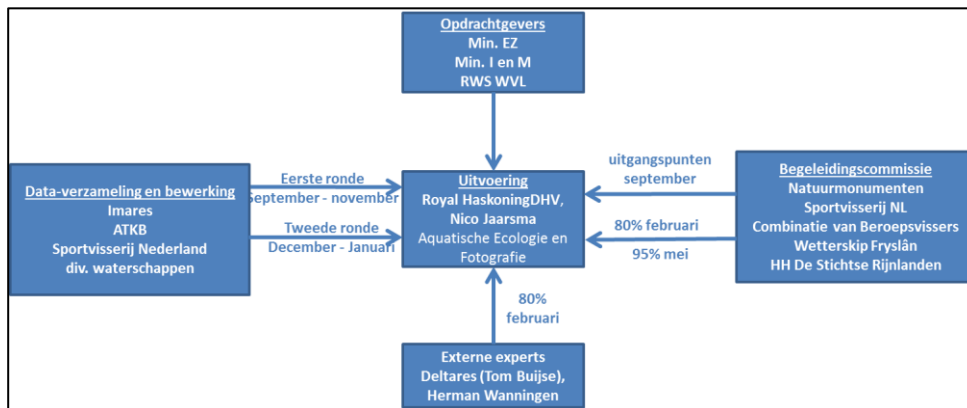 Opdrachtgevers
Min. EZ
Min. I en M
RWS WVL
Data-verzameling en bewerking
Imares
ATKB
Sportvisserij Nederland
div. waterschappen
Eerste ronde
September - november
Tweede ronde
December - Januari
Uitvoering
Royal HaskoningDHV,
Nico Jaarsma
Aquatische Ecologie en
Fotografie
uitgangspunten
september
80% februari
95% mei
Begeleidingscommissie
Natuurmonumenten
Sportvisserij NL
Combinatie van Beroepsvissers
Wetterskip Fryslân
HH De Stichtse Rijnlanden
80%
februari
Externe experts
Deltares (Tom Buijse),
Herman Wanningen